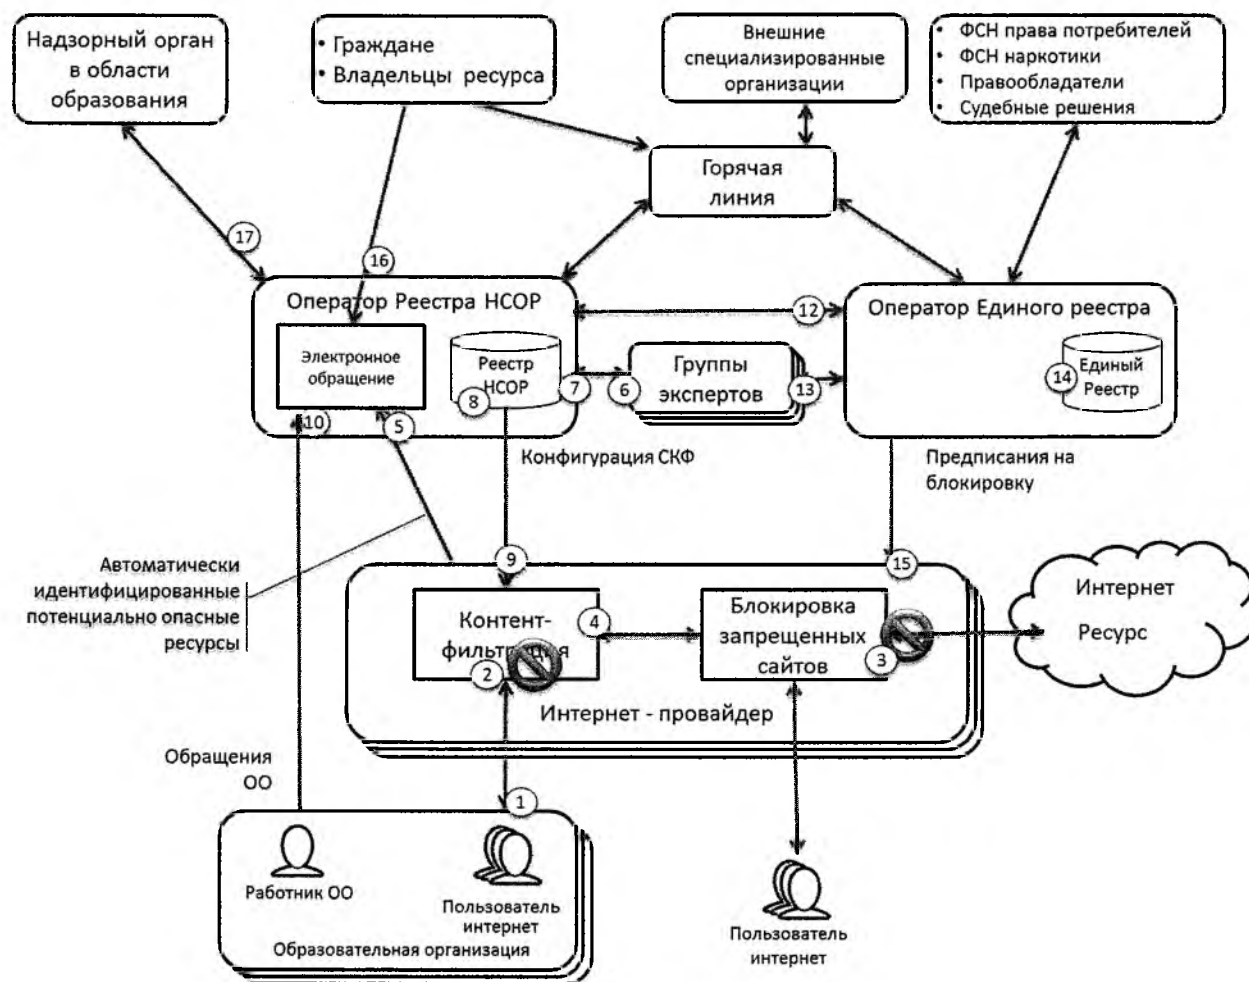 Надзорный орган
в области
образования
• Граждане
• Владельцы ресурса
Внешние
специализированные
организации
• ФСН права потребителей
• ФСН наркотики
• Правообладатели
• Судебные решения
Горячая
линия
17
16
Оператор Реестра НСОР
12
Оператор Единого реестра
Электронное
обращение
Реестр
НСОР
8
7
6
Группы
экспертов
13
14
Единый
Реестр
10
5
Конфигурация СКФ
Предписания на
блокировку
Автоматически
идентифицированные
потенциально опасные
ресурсы
9
15
Контент-
фильтрация
4
2
Блокировка
запрещенных
сайтов
3
Интернет
Ресурс
Интернет - провайдер
Обращения
ОО
1
Работник ОО
Пользователь
интернет
Образовательная организация
Пользователь
интернет